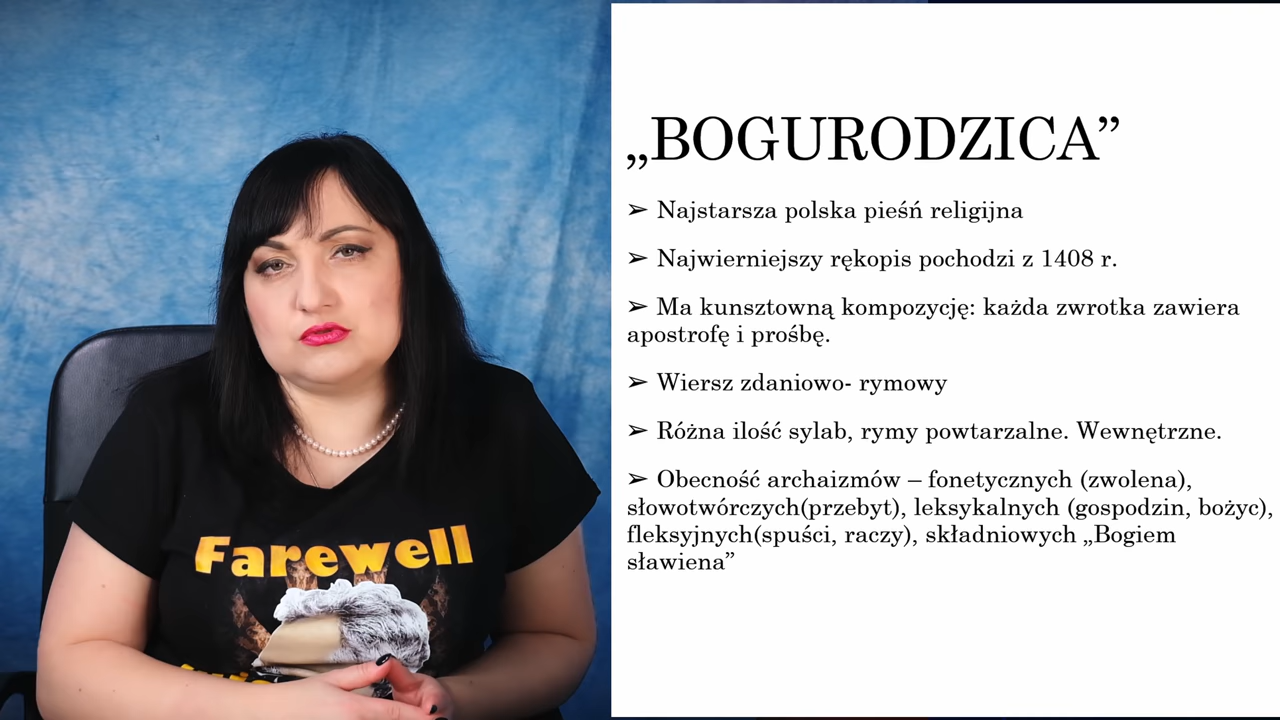 Farewell
„BOGURODZICA”
➢ Najstarsza polska pieśń religijna
➢ Najwierniejszy rękopis pochodzi z 1408 r.
➢ Ma kunsztowną kompozycję: każda zwrotka zawiera
apostrofę i prośbę.
➢ Wiersz zdaniowo- rymowy
➢ Różna ilość sylab, rymy powtarzalne. Wewnętrzne.
➢ Obecność archaizmów – fonetycznych (zwolena),
słowotwórczych(przebyt), leksykalnych (gospodzin, bożyc),
fleksyjnych(spuści, raczy), składniowych „Bogiem
sławiena”